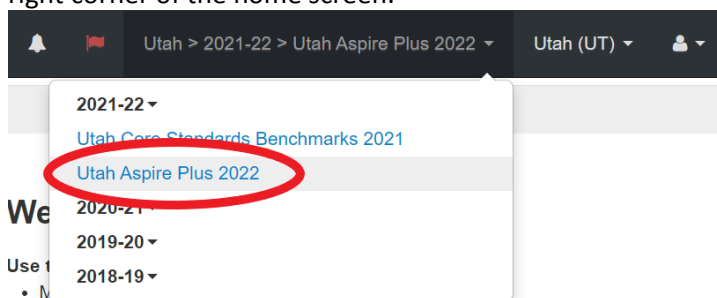 right corner of the home screen.
Utah > 2021-22 > Utah Aspire Plus 2022 Utah (UT)
2021-22
Utah Core Standards Benchmarks 2021
Utah Aspire Plus 2022
We
2020-21
2019-20
Use t
2018-19
• M